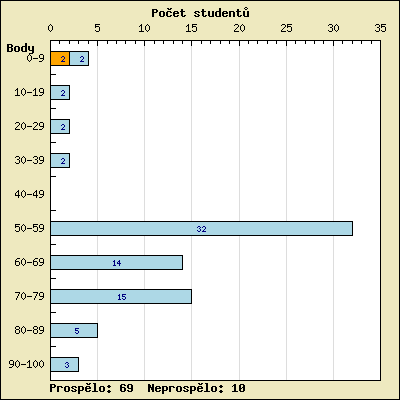 Počet studentů
0 5 10 15 20 25 30 35
Body
0-9 2 2
10-19 2
20-29 2
30-39 2
40-49
50-59 32
60-69 14
70-79 15
80-89 5
90-100 3
Prospělo: 69 Neprospělo: 10